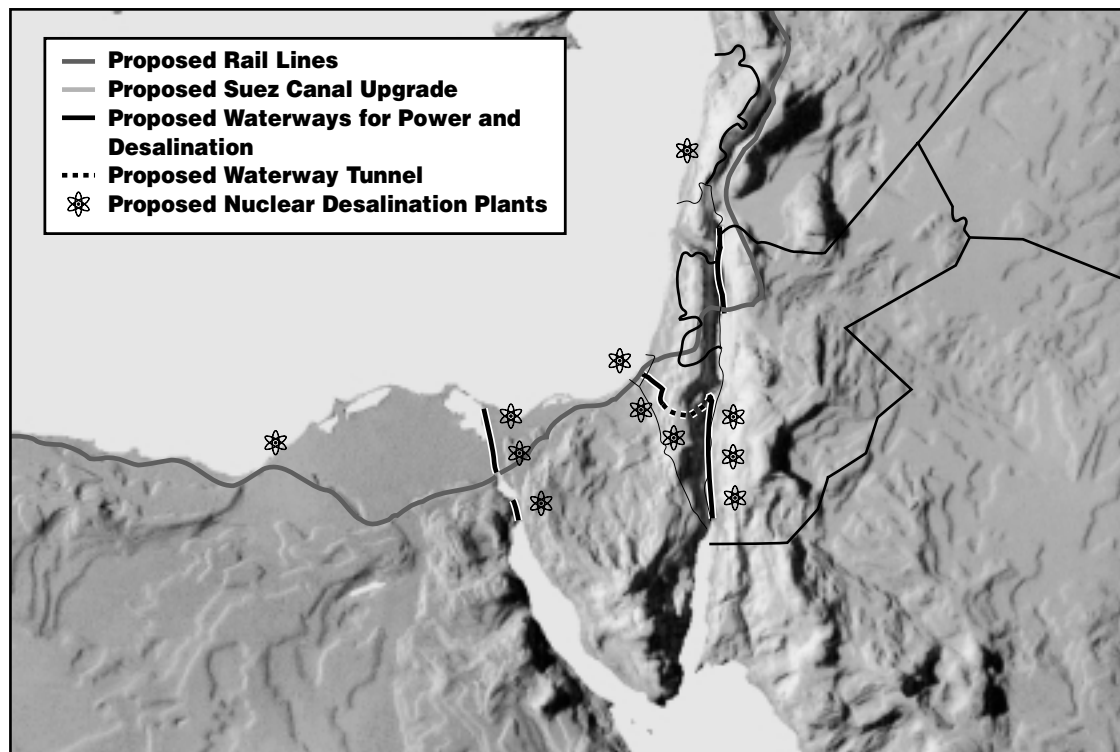 Proposed Rail Lines
Proposed Suez Canal Upgrade
Proposed Waterways for Power and
Desalination
Proposed Waterway Tunnel
Proposed Nuclear Desalination Plants